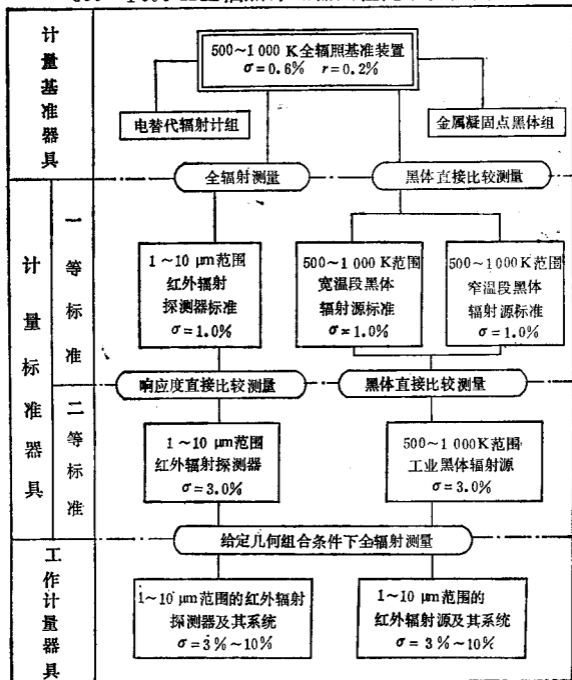 计量基准器具
500~1 000 K全辐照基准装置
σ=0.6% r=0.2%
电替代辐射计组
金属凝固点黑体组
全辐射测量
黑体直接比较测量
计量标准器具
一等标准
1~10 μm范围
红外辐射
探测器标准
σ=1.0%
500~1 000 K范围
宽温段黑体
辐射源标准
σ=1.0%
500~1 000 K范围
窄温段黑体
辐射源标准
σ=1.0%
响应度直接比较测量
黑体直接比较测量
二等标准
1~10 μm范围
红外辐射探测器
σ=3.0%
500~1 000K范围
工业黑体辐射源
σ=3.0%
给定几何组合条件下全辐射测量
工作计量器具
1~10 μm范围的红外辐射
探测器及其系统
σ=3%~10%
1~10 μm范围的
红外辐射源及其系统
σ=3%~10%